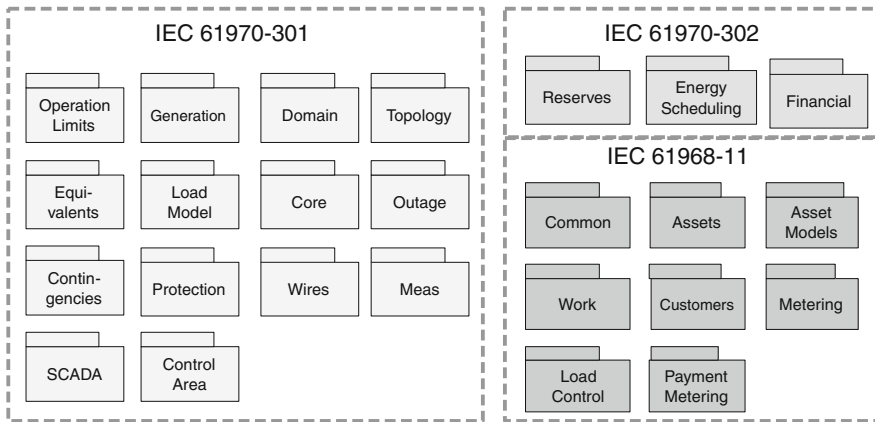 IEC 61970-301
Operation
Limits
Generation
Domain
Topology
Equi-
valents
Load
Model
Core
Outage
Contin-
gencies
Protection
Wires
Meas
SCADA
Control
Area
IEC 61970-302
Reserves
Energy
Scheduling
Financial
IEC 61968-11
Common
Assets
Asset
Models
Work
Customers
Metering
Load
Control
Payment
Metering